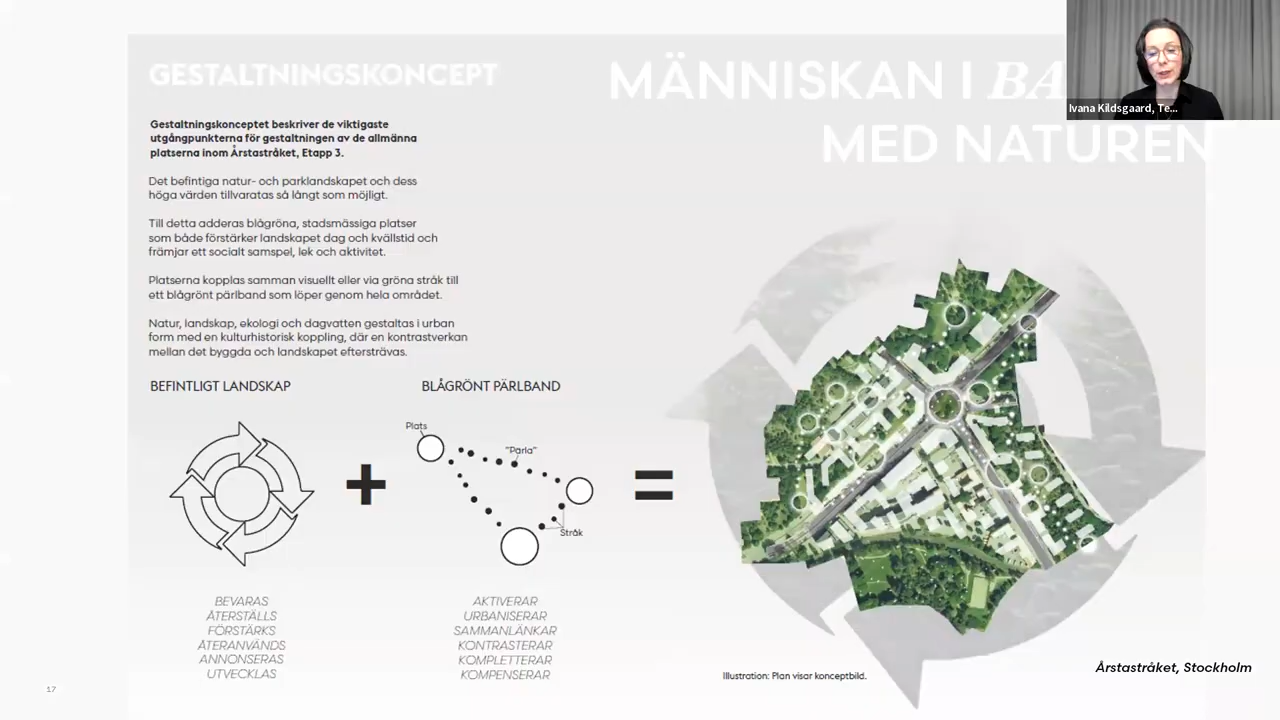 GESTALTNINGSKONCEPT
MÄNNISKAN I BA
MED NATUREN
Ivana Kildsgaard, Te...
Gestaltningskonceptet beskriver de viktigaste
utgångpunkterna för gestaltningen av de allmänna
platserna inom Årstastråket, Etapp 3.
Det befintiga natur- och parklandskapet och dess
höga värden tillvaratas så långt som möjligt.
Till detta adderas blågröna, stadsmässiga platser
som både förstärker landskapet dag och kvällstid och
främjar ett socialt samspel, lek och aktivitet.
Platserna kopplas samman visuellt eller via gröna stråk till
ett blågrönt pärlband som löper genom hela området.
Natur, landskap, ekologi och dagvatten gestaltas i urban
form med en kulturhistorisk koppling, där en kontrastverkan
mellan det byggda och landskapet eftersträvas.
BEFINTLIGT LANDSKAP
BLÅGRÖNT PÄRLBAND
Plats
"Pärla"
+
=
Stråk
BEVARAS
ÅTERSTÄLLS
FÖRSTÄRKS
ÅTERANVÄNDS
ANNONSERAS
UTVECKLAS
AKTIVERAR
URBANISERAR
SAMMANLÄNKAR
KONTRASTERAR
KOMPLETTERAR
KOMPENSERAR
Illustration: Plan visar konceptbild.
Årstastråket, Stockholm
17